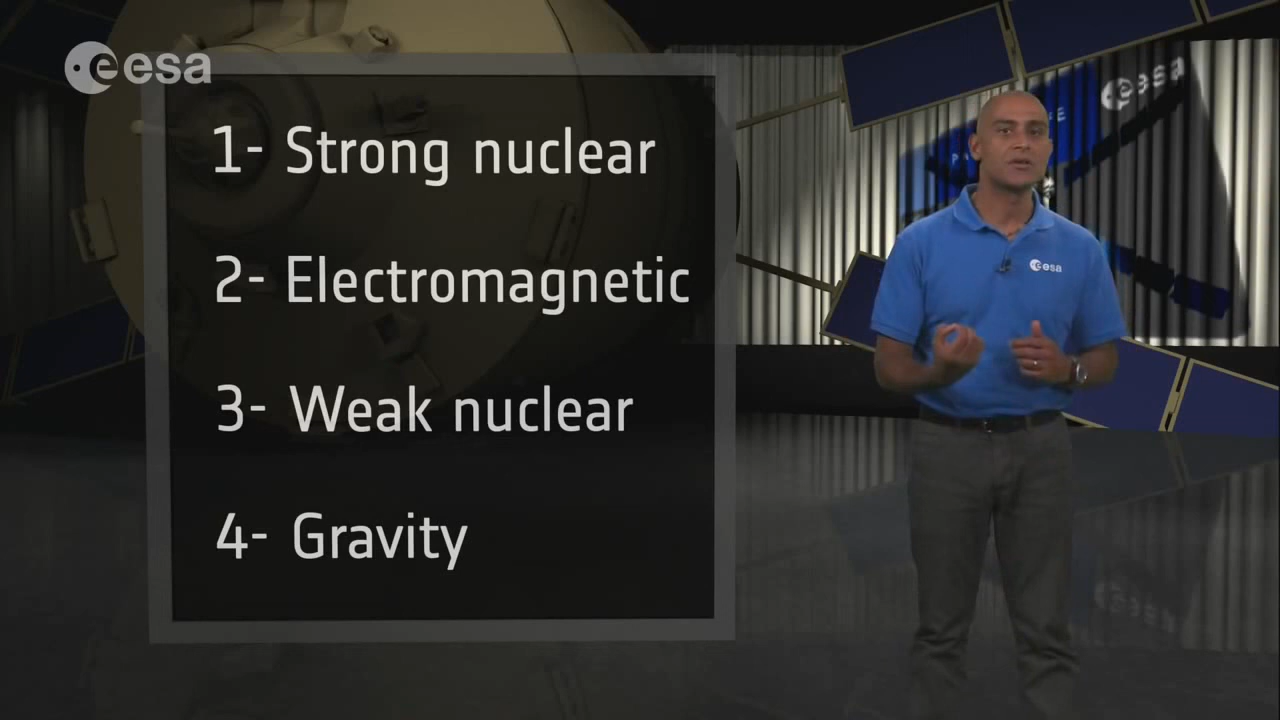 esa
1- Strong nuclear
2- Electromagnetic
3- Weak nuclear
4- Gravity
esa
esa